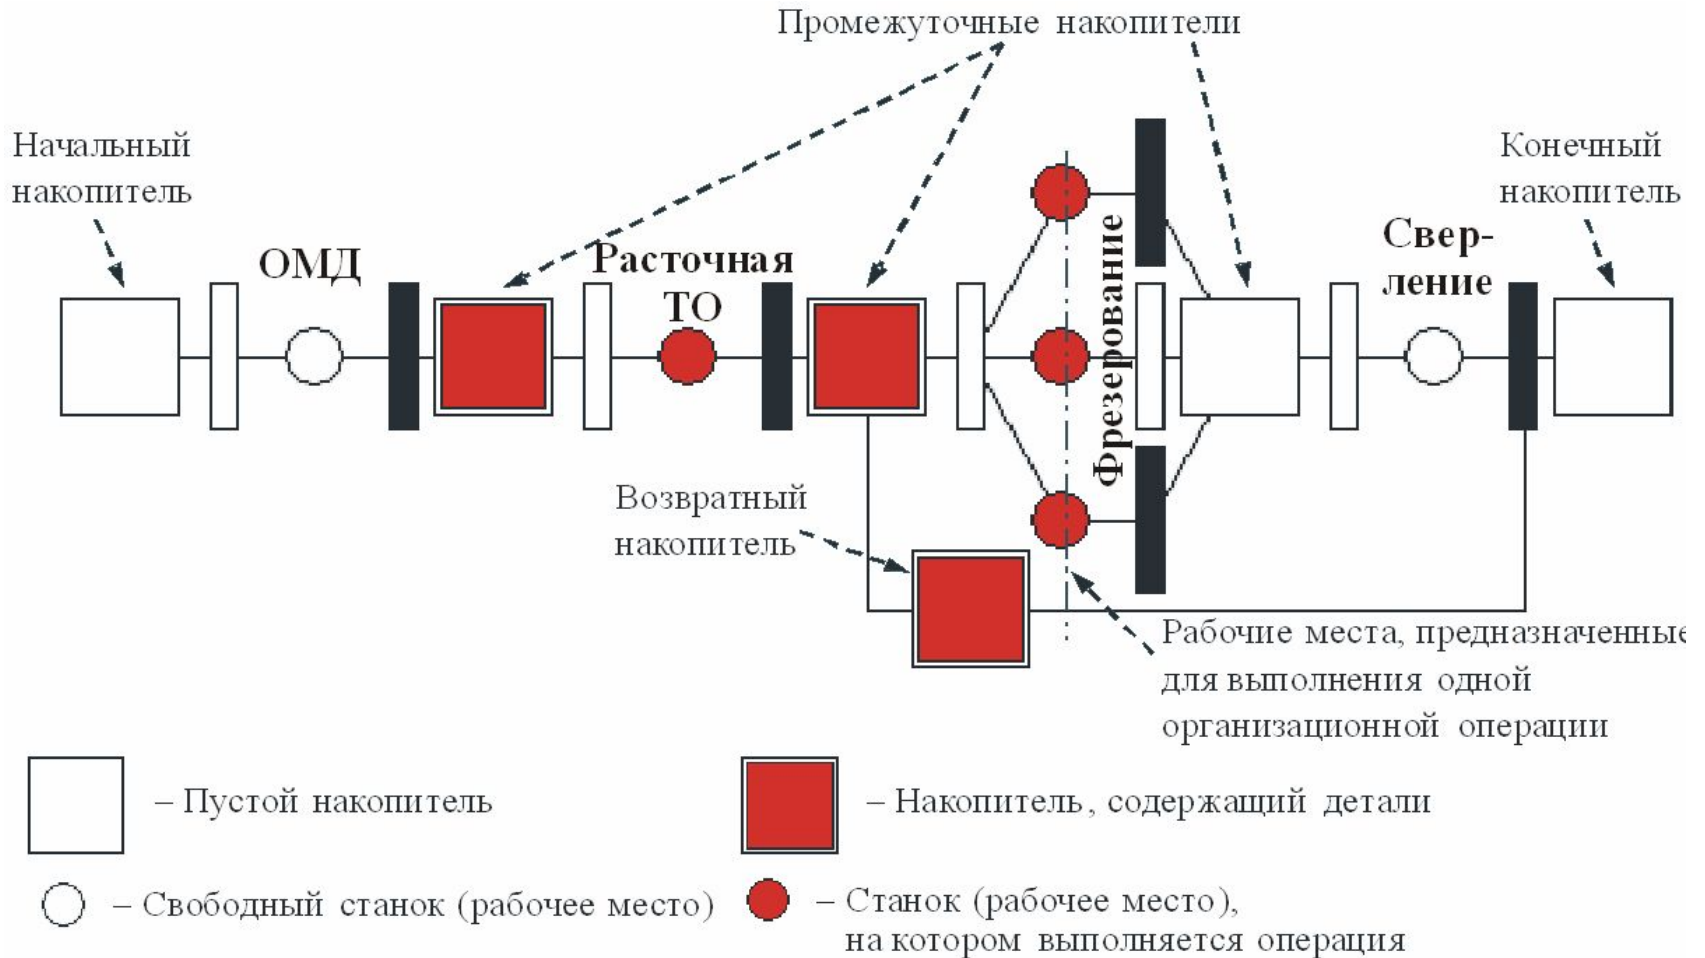 Промежуточные накопители
Начальный
накопитель
Конечный
накопитель
ОМД
Расточная
ТО
Фрезерование
Свер-
ление
Возвратный
накопитель
Рабочие места, предназначенные
для выполнения одной
организационной операции
– Пустой накопитель
– Накопитель, содержащий детали
– Свободный станок (рабочее место)
– Станок (рабочее место),
на котором выполняется операция